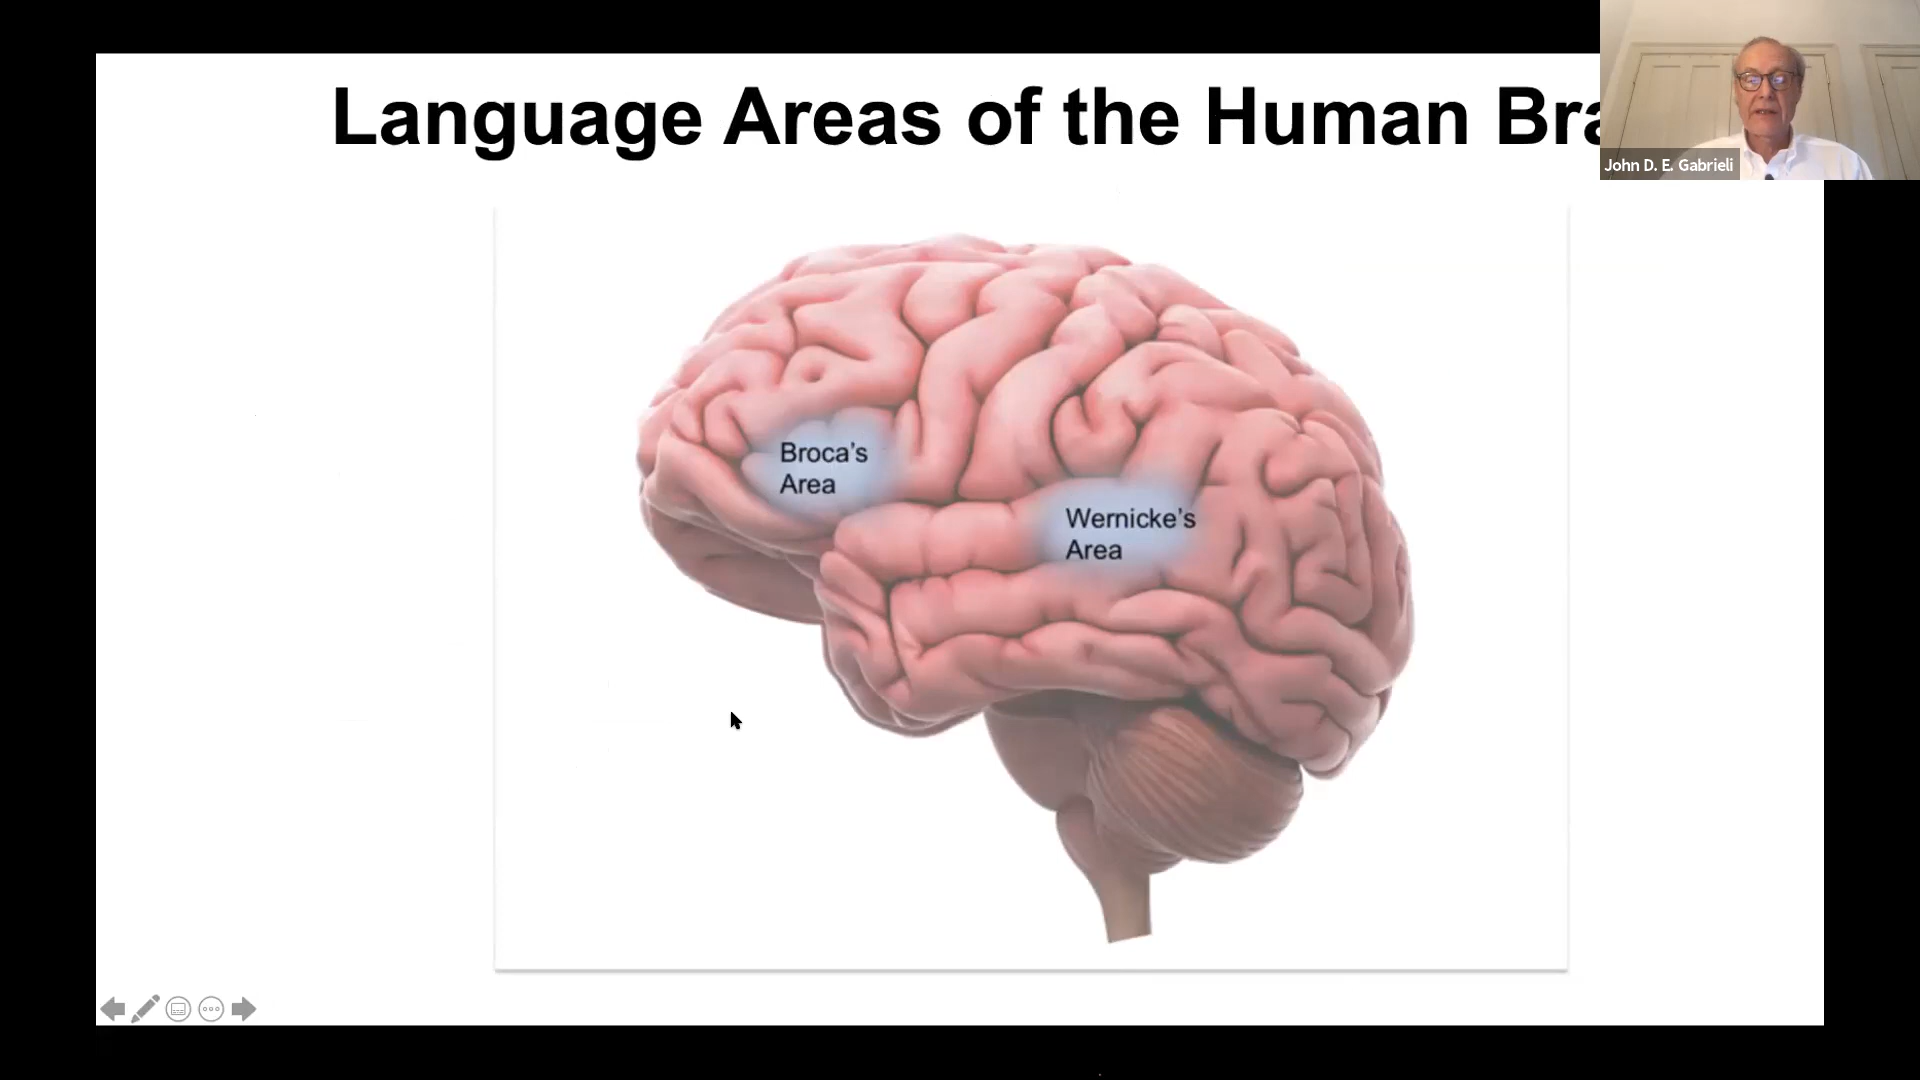 Language Areas of the Human Bra
John D. E. Gabrieli
Broca's
Area
Wernicke's
Area